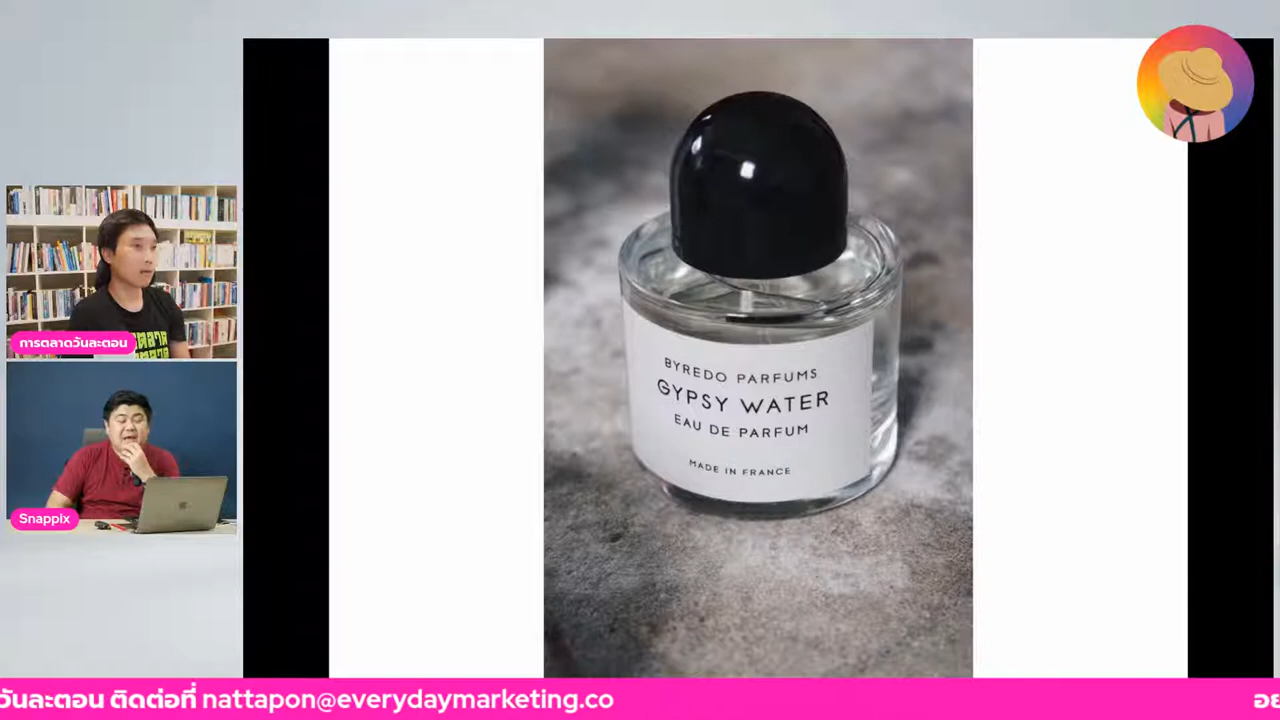 การตลาดวันละตอน
Snappix
BYREDO PARFUMS
GYPSY WATER
EAU DE PARFUM
MADE IN FRANCE
วันละตอน ติดต่อที่ nattapon@everydaymarketing.co